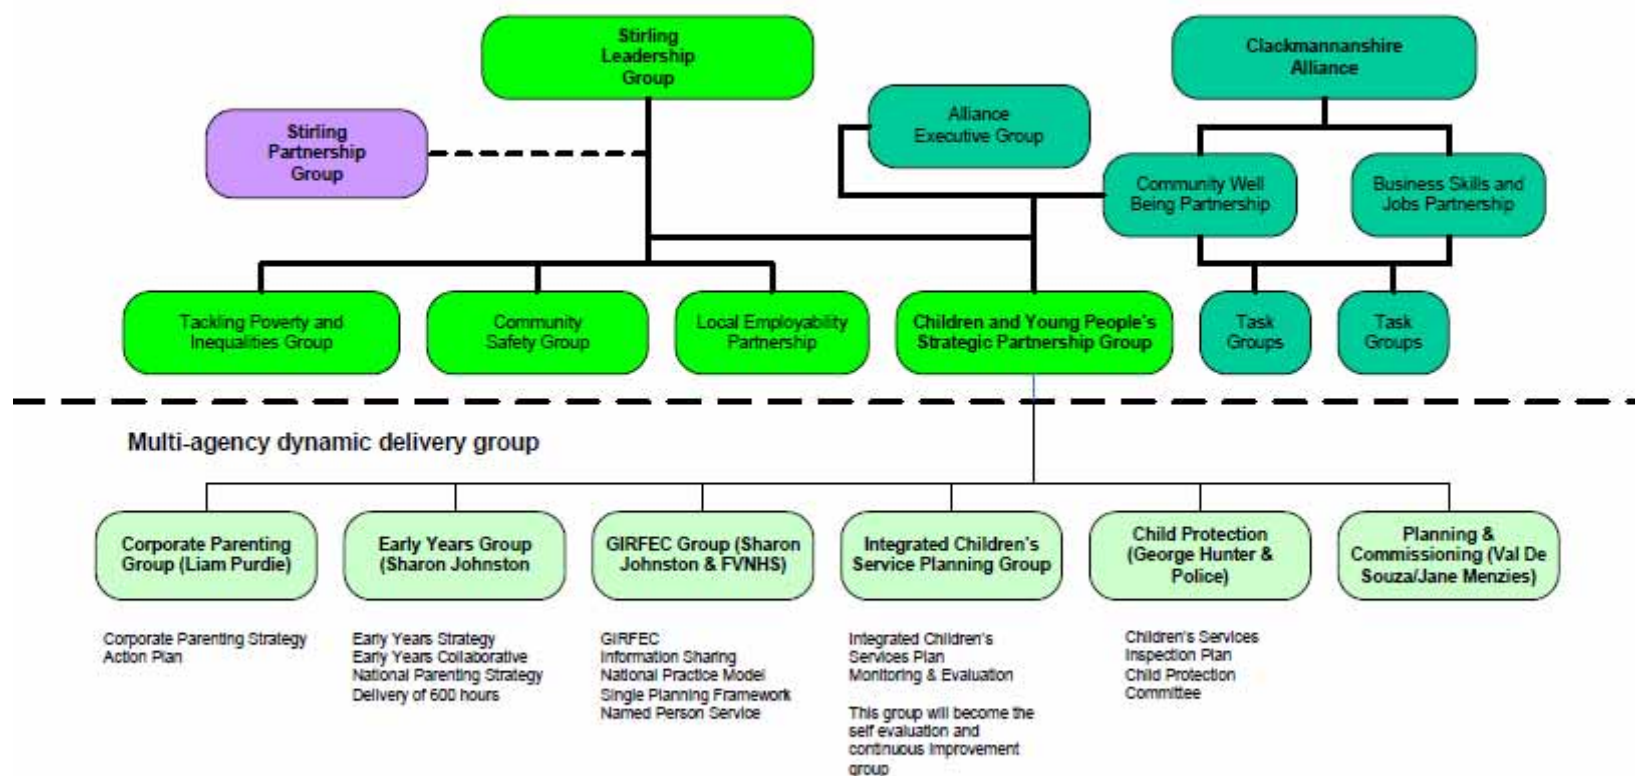 Stirling
Leadership
Group
Clackmannanshire
Alliance
Stirling
Partnership
Group
Alliance
Executive Group
Community Well
Being Partnership
Business Skills and
Jobs Partnership
Tackling Poverty and
Inequalities Group
Community
Safety Group
Local Employability
Partnership
Children and Young People's
Strategic Partnership Group
Task
Groups
Task
Groups
Multi-agency dynamic delivery group
Corporate Parenting
Group (Liam Purdie)
Early Years Group
(Sharon Johnston
GIRFEC Group (Sharon
Johnston & FVNHS)
Integrated Children's
Service Planning Group
Child Protection
(George Hunter &
Police)
Planning &
Commissioning (Val De
Souza/Jane Menzies)
Corporate Parenting Strategy
Action Plan
Early Years Strategy
Early Years Collaborative
National Parenting Strategy
Delivery of 600 hours
GIRFEC
Information Sharing
National Practice Model
Single Planning Framework
Named Person Service
Integrated Children's
Services Plan
Monitoring & Evaluation
This group will become the
self evaluation and
continuous improvement
group
Children's Services
Inspection Plan
Child Protection
Committee